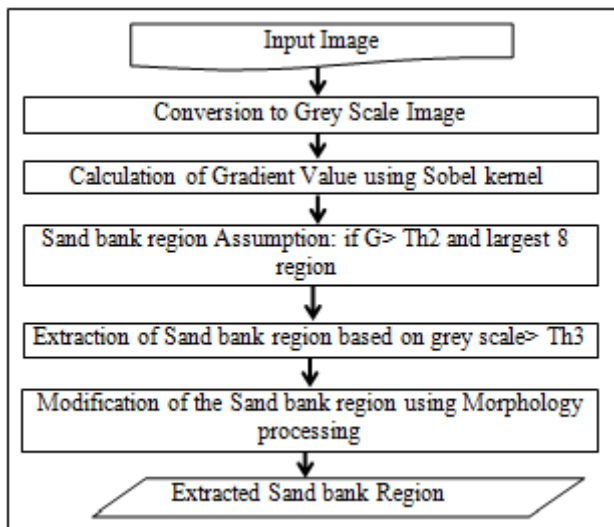 Input Image
Conversion to Grey Scale Image
Calculation of Gradient Value using Sobel kernel
Sand bank region Assumption: if G> Th2 and largest 8
region
Extraction of Sand bank region based on grey scale> Th3
Modification of the Sand bank region using Morphology
processing
Extracted Sand bank Region